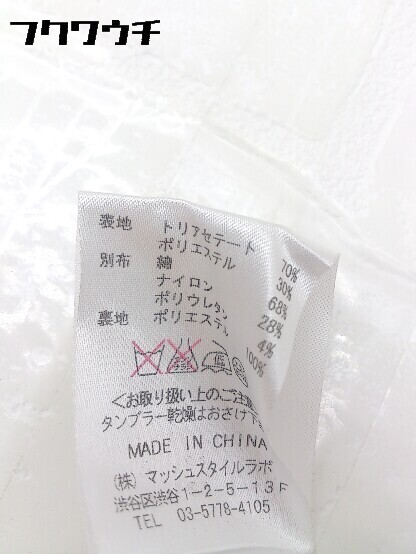 フクワウチ
表地 トリアセテート 70%
ポリエステル 30%
別布 綿 68%
ナイロン 28%
ポリウレタン 4%
裏地 ポリエステル 100%
＜お取り扱い上のご注意
タンブラー乾燥はおさけ下
MADE IN CHINA
(株) マッシュスタイルラボ
渋谷区渋谷1-2-5-13F
TEL 03-5778-4105